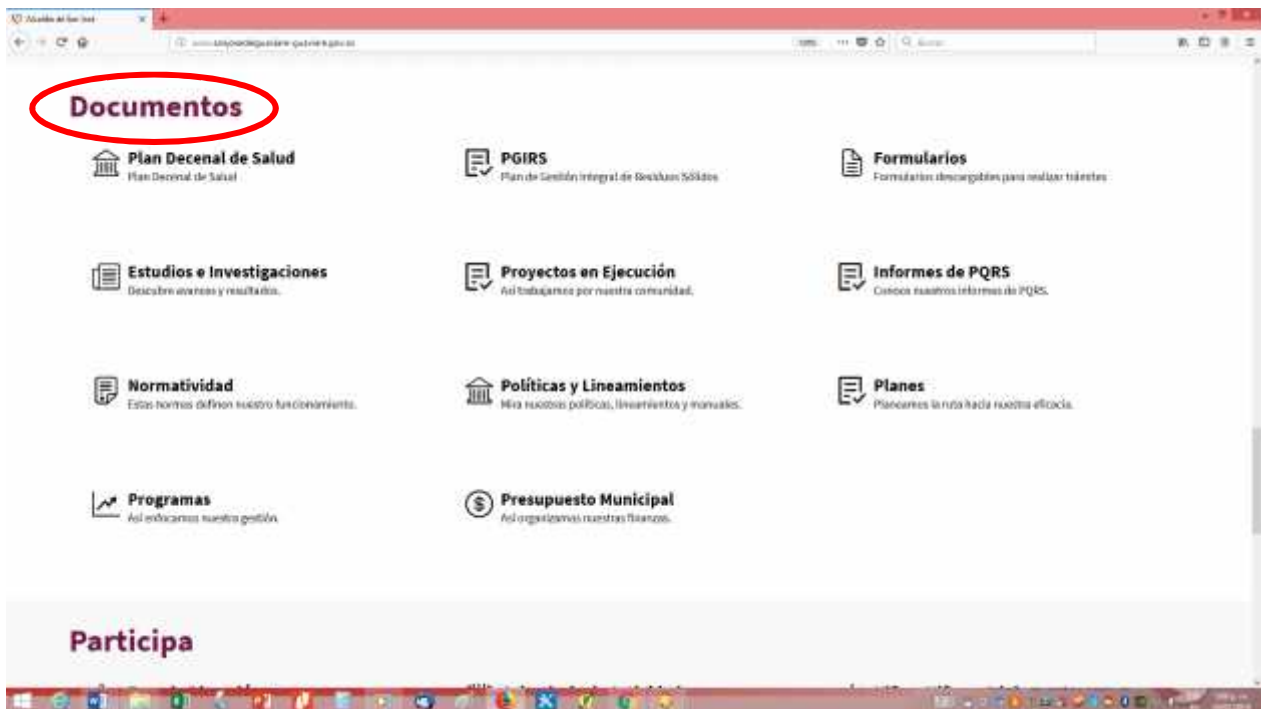 Alcaldía de San José
Documentos
Plan Decenal de Salud
Plan Decenal de Salud
PGIRS
Plan de Gestión Integral de Residuos Sólidos
Formularios
Formularios descargables para realizar trámites
Estudios e Investigaciones
Descubre avances y resultados.
Proyectos en Ejecución
Así trabajamos por nuestra comunidad.
Informes de PQRS
Conoce nuestros informes de PQRS.
Normatividad
Estas normas definen nuestro funcionamiento.
Políticas y Lineamientos
Mira nuestras políticas, lineamientos y manuales.
Planes
Planeamos la ruta hacia nuestra eficacia.
Programas
Así enfocamos nuestra gestión.
Presupuesto Municipal
Así organizamos nuestras finanzas.
Participa